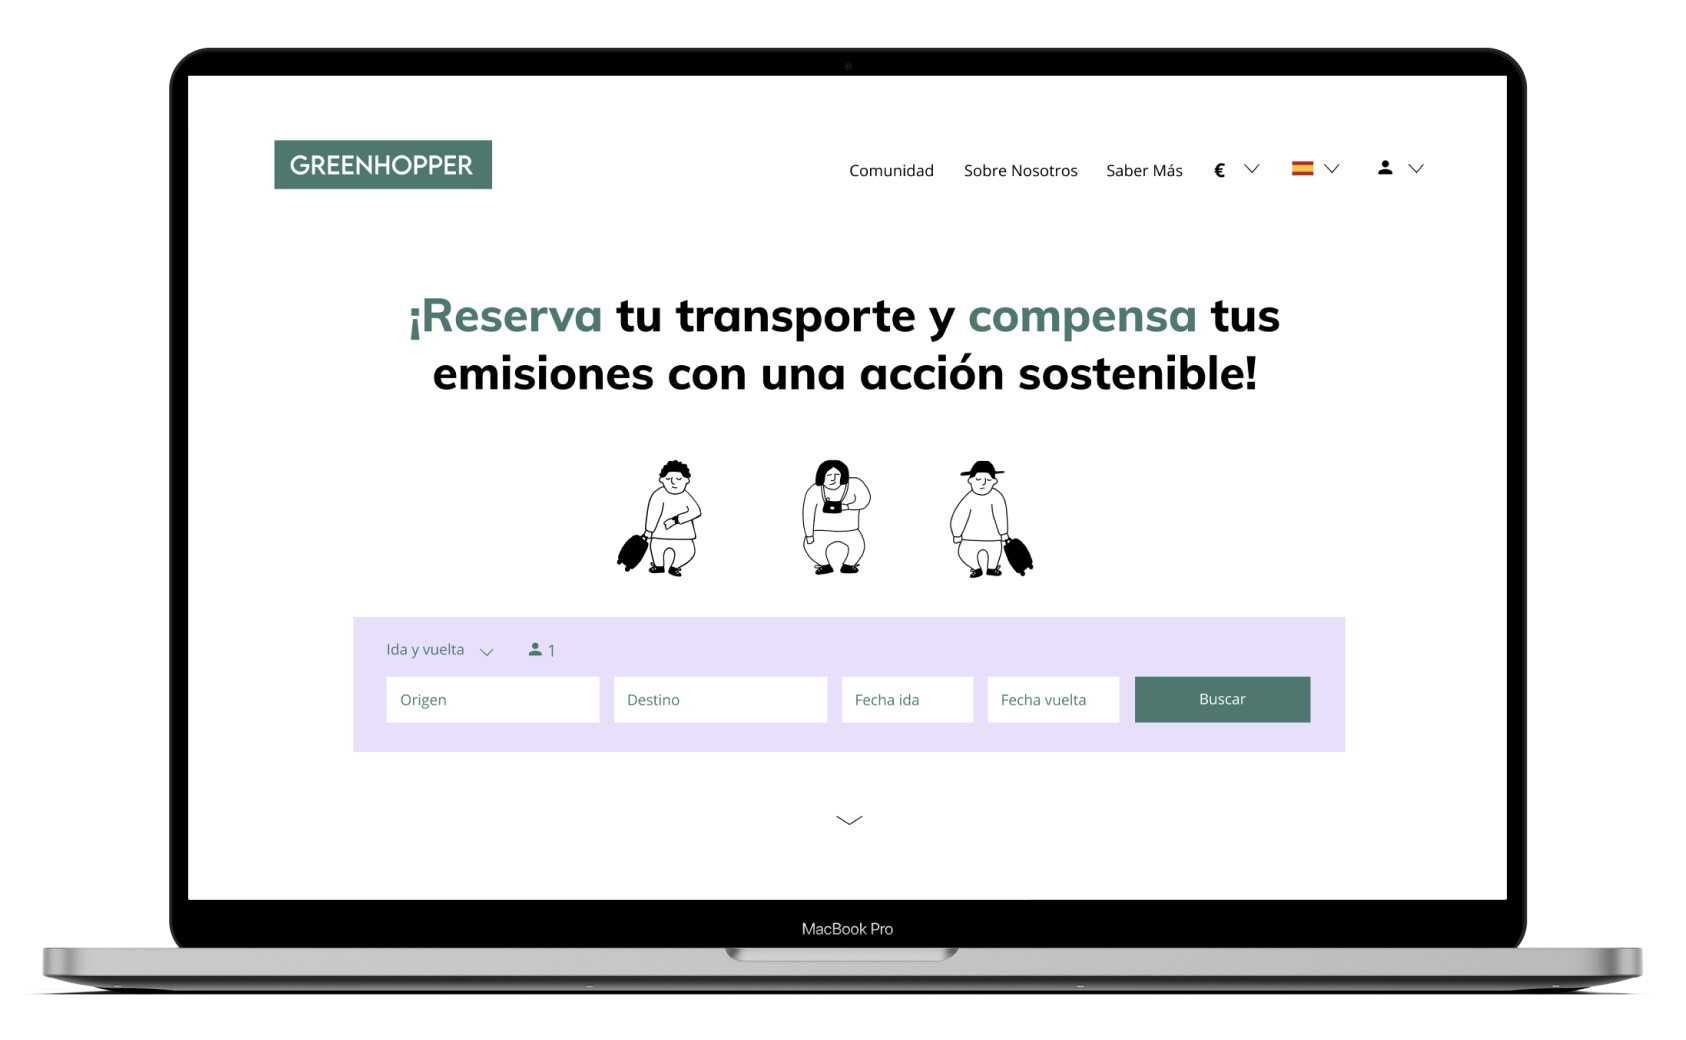 GREENHOPPER
Comunidad Sobre Nosotros Saber Más €
¡Reserva tu transporte y compensa tus
emisiones con una acción sostenible!
Ida y vuelta 1
Origen Destino Fecha ida Fecha vuelta Buscar
MacBook Pro